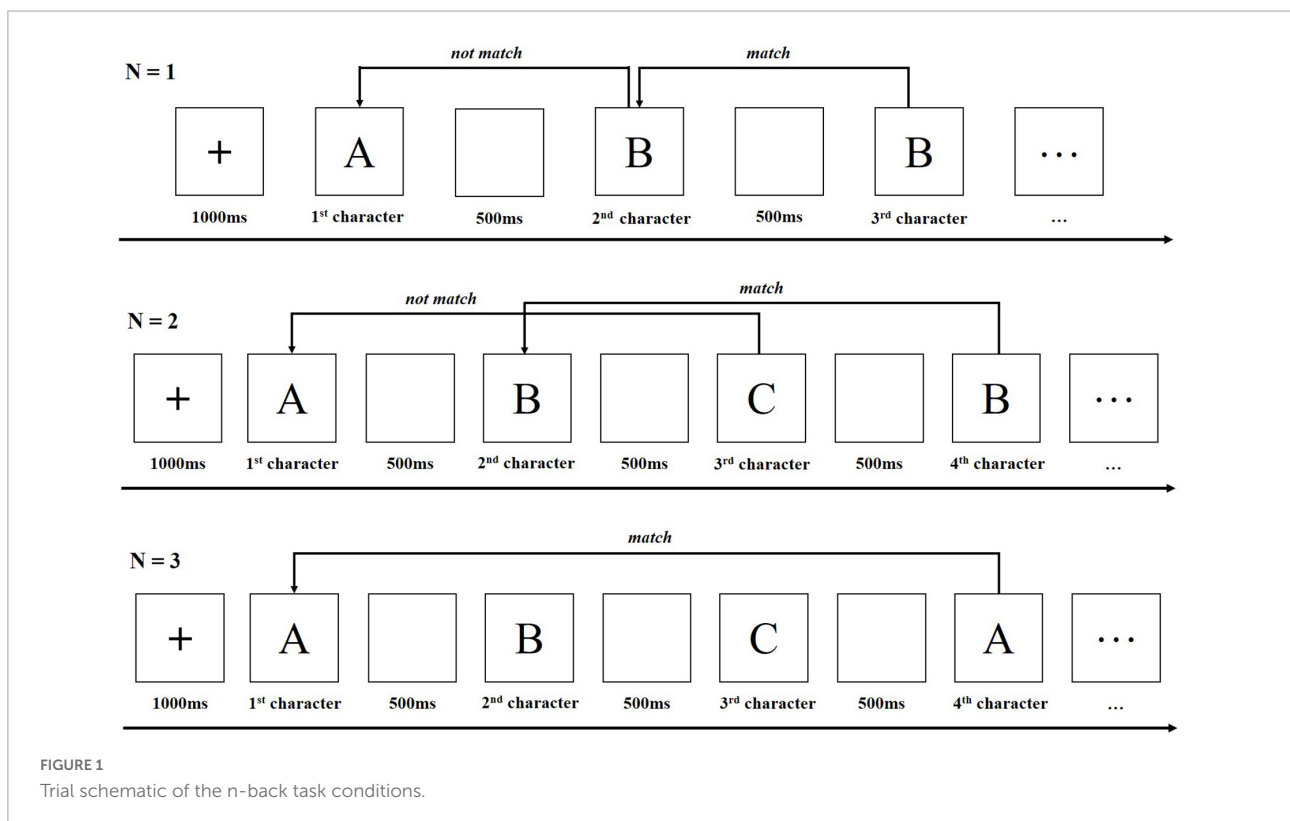 not match match
N = 1
+ A B B ...
1000ms 1st character 500ms 2nd character 500ms 3rd character ...
match
not match
N = 2
+ A B C B ...
1000ms 1st character 500ms 2nd character 500ms 3rd character 500ms 4th character ...
match
N = 3
+ A B C A ...
1000ms 1st character 500ms 2nd character 500ms 3rd character 500ms 4th character ...
FIGURE 1
Trial schematic of the n-back task conditions.